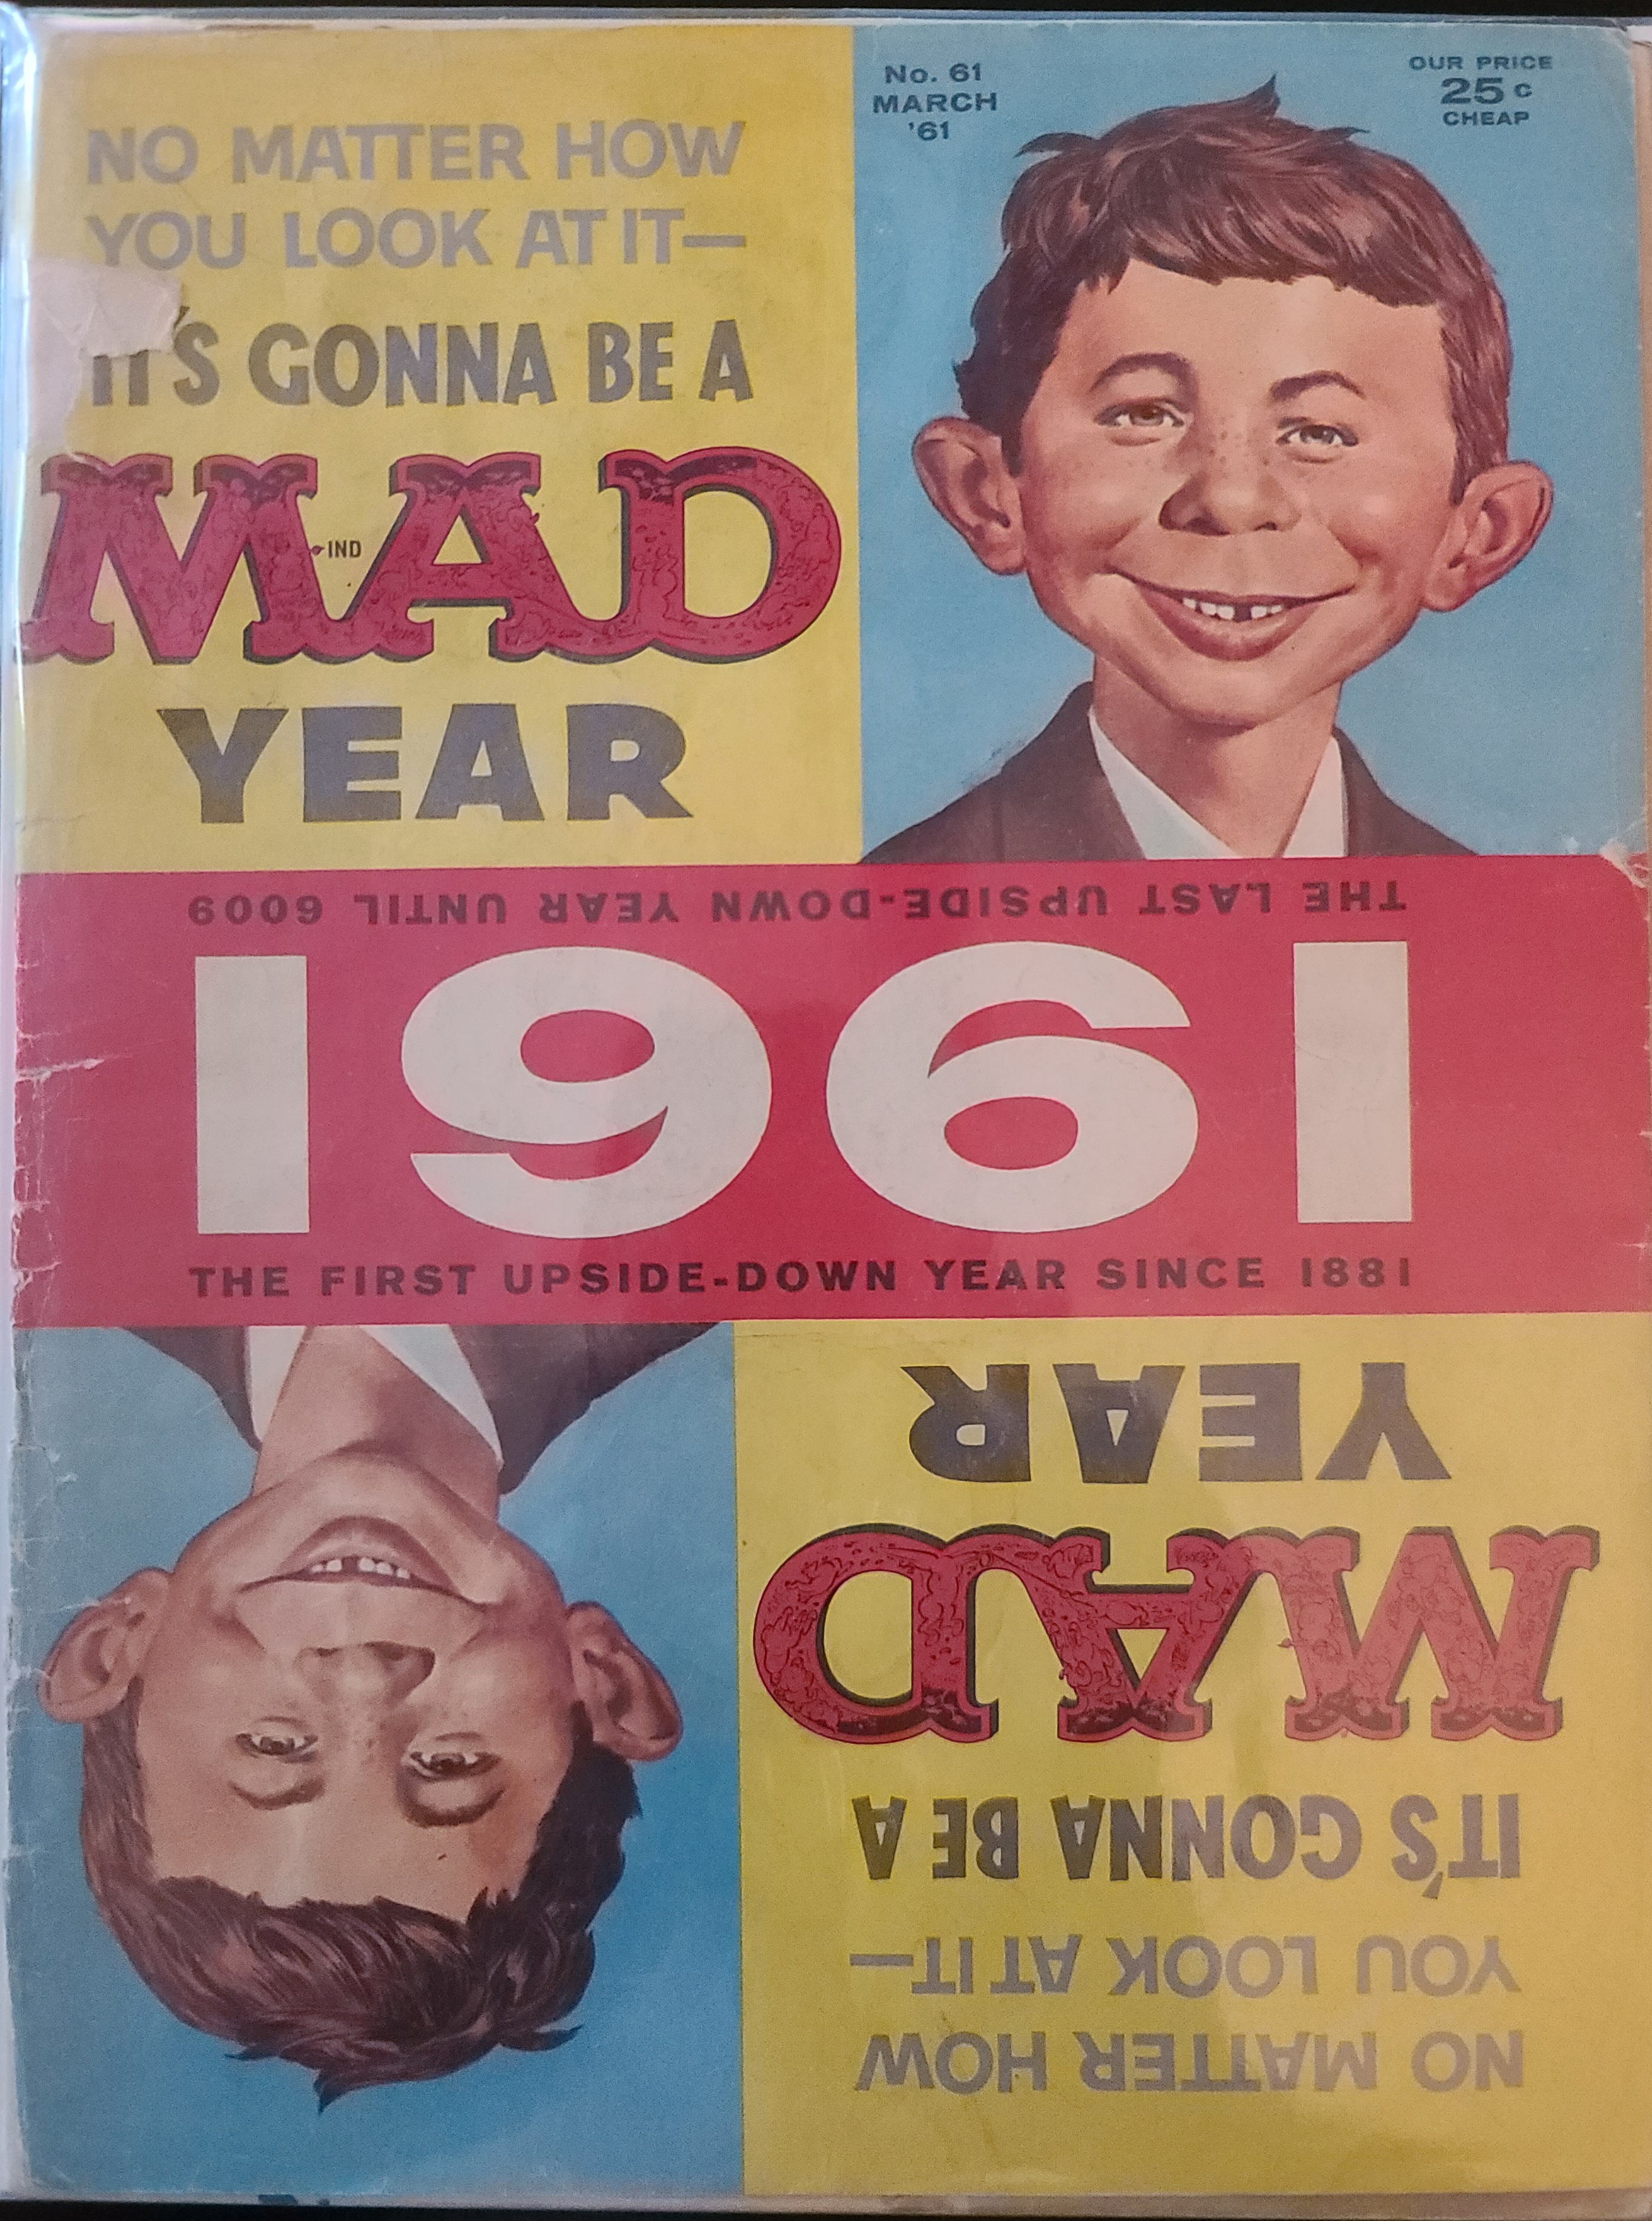 No. 61
MARCH
'61
OUR PRICE
25c
CHEAP
NO MATTER HOW
YOU LOOK AT IT—
IT'S GONNA BE A
MAD
IND
YEAR
THE LAST UPSIDE-DOWN YEAR UNTIL 6009
1961
THE FIRST UPSIDE-DOWN YEAR SINCE 1881
YEAR
MAD
IT'S GONNA BE A
YOU LOOK AT IT—
NO MATTER HOW